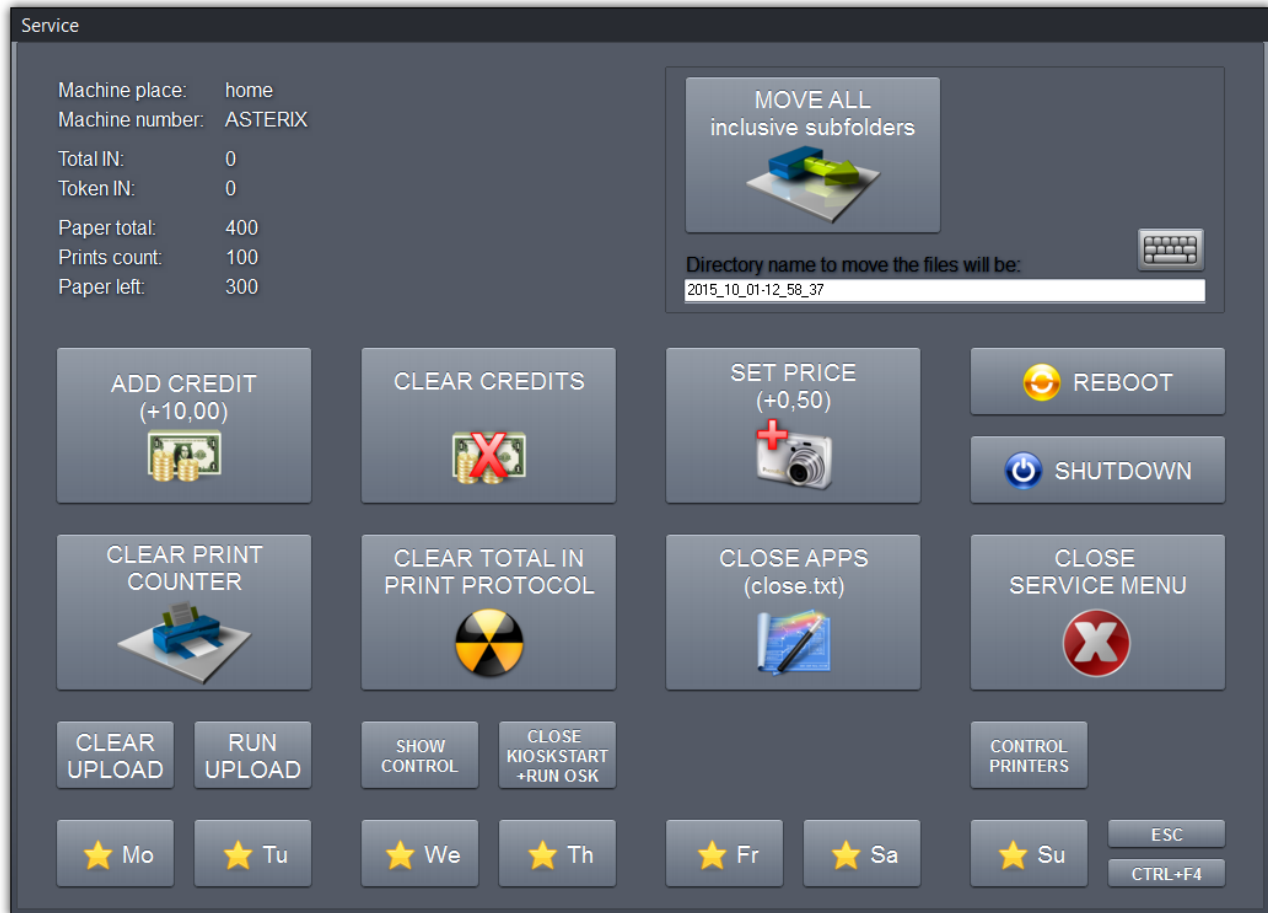 Service
Machine place: home
Machine number: ASTERIX
Total IN: 0
Token IN: 0
Paper total: 400
Prints count: 100
Paper left: 300
MOVE ALL
inclusive subfolders
Directory name to move the files will be:
2015_10_01-12_58_37
ADD CREDIT
(+10,00)
CLEAR CREDITS
SET PRICE
(+0,50)
REBOOT
SHUTDOWN
CLEAR PRINT
COUNTER
CLEAR TOTAL IN
PRINT PROTOCOL
CLOSE APPS
(close.txt)
CLOSE
SERVICE MENU
CLEAR
UPLOAD
RUN
UPLOAD
SHOW
CONTROL
CLOSE
KIOSKSTART
+RUN OSK
CONTROL
PRINTERS
Mo
Tu
We
Th
Fr
Sa
Su
ESC
CTRL+F4